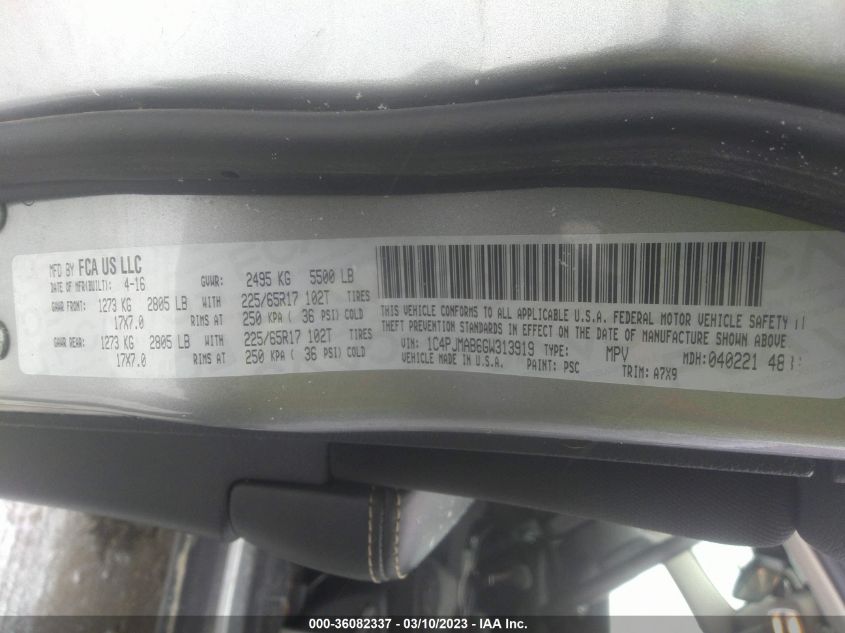 MFD BY FCA US LLC
DATE OF MFR(BUILT): 4-16 GVWR: 2495 KG 5500 LB
GAWR FRONT: 1273 KG 2805 LB WITH 225/65R17 102T TIRES
17X7.0 RIMS AT 250 KPA ( 36 PSI) COLD
GAWR REAR: 1273 KG 2805 LB WITH 225/65R17 102T TIRES
17X7.0 RIMS AT 250 KPA ( 36 PSI) COLD
THIS VEHICLE CONFORMS TO ALL APPLICABLE U.S.A. FEDERAL MOTOR VEHICLE SAFETY
THEFT PREVENTION STANDARDS IN EFFECT ON THE DATE OF MANUFACTURE SHOWN ABOVE
VIN: 1C4PJMAB6GW313919 TYPE: MPV MDH: 040221 48
VEHICLE MADE IN U.S.A. PAINT: PSC TRIM: A7X9
000-36082337 - 03/10/2023 - IAA Inc.